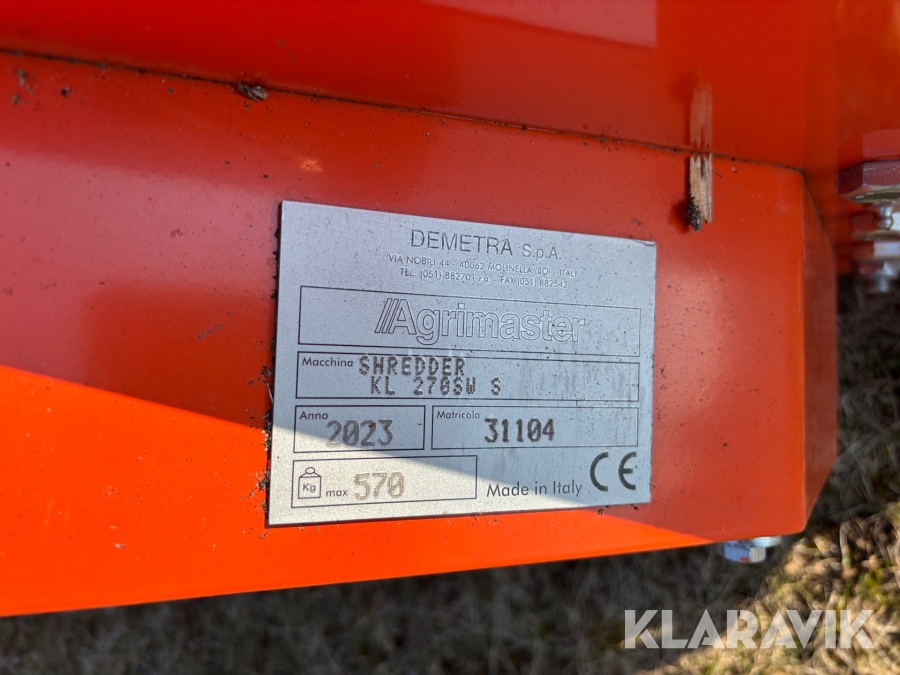 DEMETRA S.p.A.
VIA NOBILI 44 - 40062 MOLINELLA (BO) - ITALY
TEL. (051) 882701 r.a. - FAX (051) 882542
Agrimaster
Macchina SHREDDER
KL 270SW S
Anno 2023
Matricola 31104
Kg max 570
Made in Italy CE
KLARAVIK